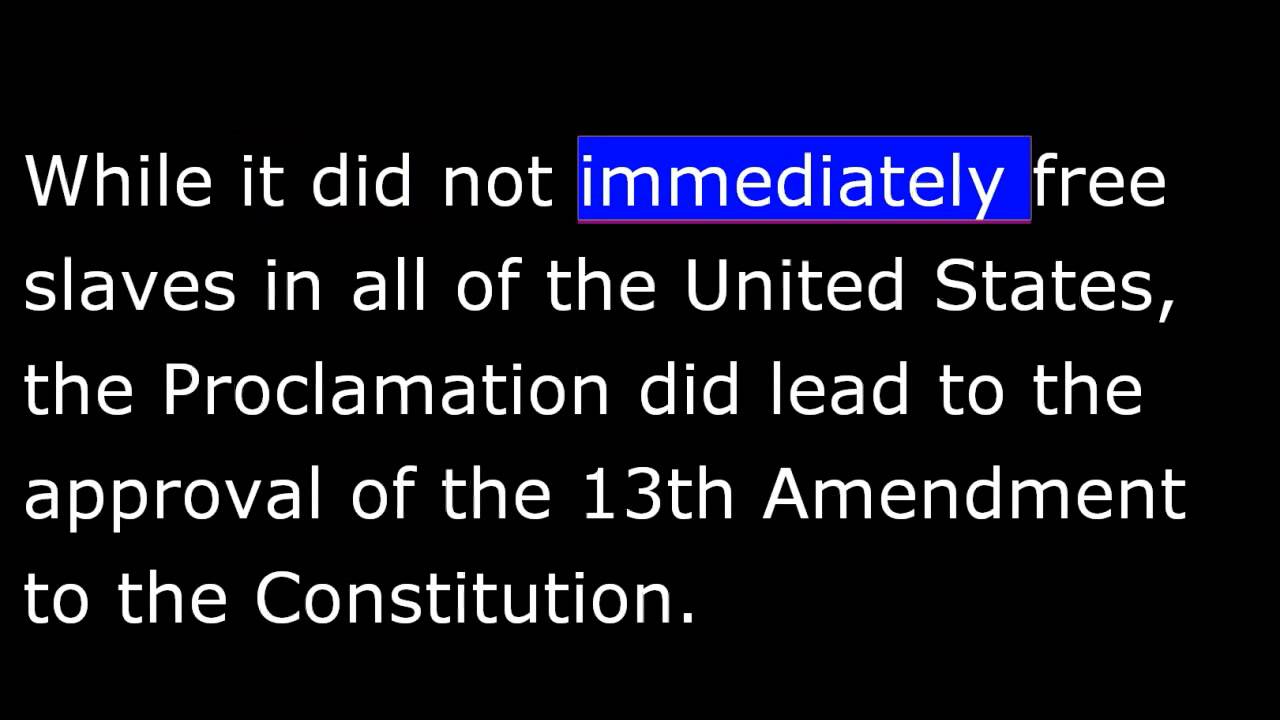 While it did not immediately free
slaves in all of the United States,
the Proclamation did lead to the
approval of the 13th Amendment
to the Constitution.